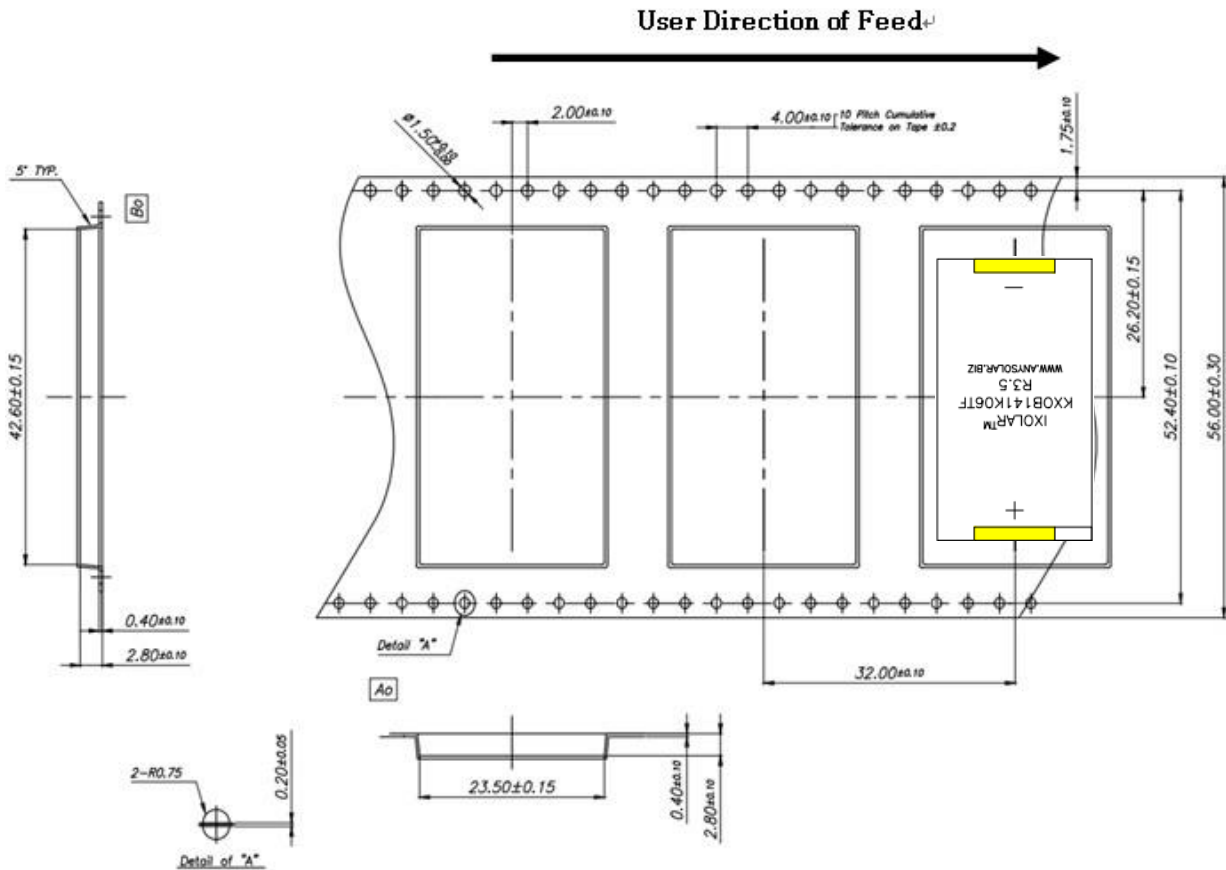 User Direction of Feed
2.00±0.10
4.00±0.10
10 Pitch Cumulative
Tolerance on Tape ±0.2
1.75±0.10
5° TYP.
Bo
42.60±0.15
26.20±0.15
52.40±0.10
56.00±0.30
−
WWW.ANYSOLAR.BIZ
R3.5
KXOB141K06TF
IXOLAR™
+
0.40±0.10
2.80±0.10
Detail "A"
32.00±0.10
Ao
23.50±0.15
0.40±0.10
2.80±0.10
2-R0.75
0.20±0.05
Detail of "A"